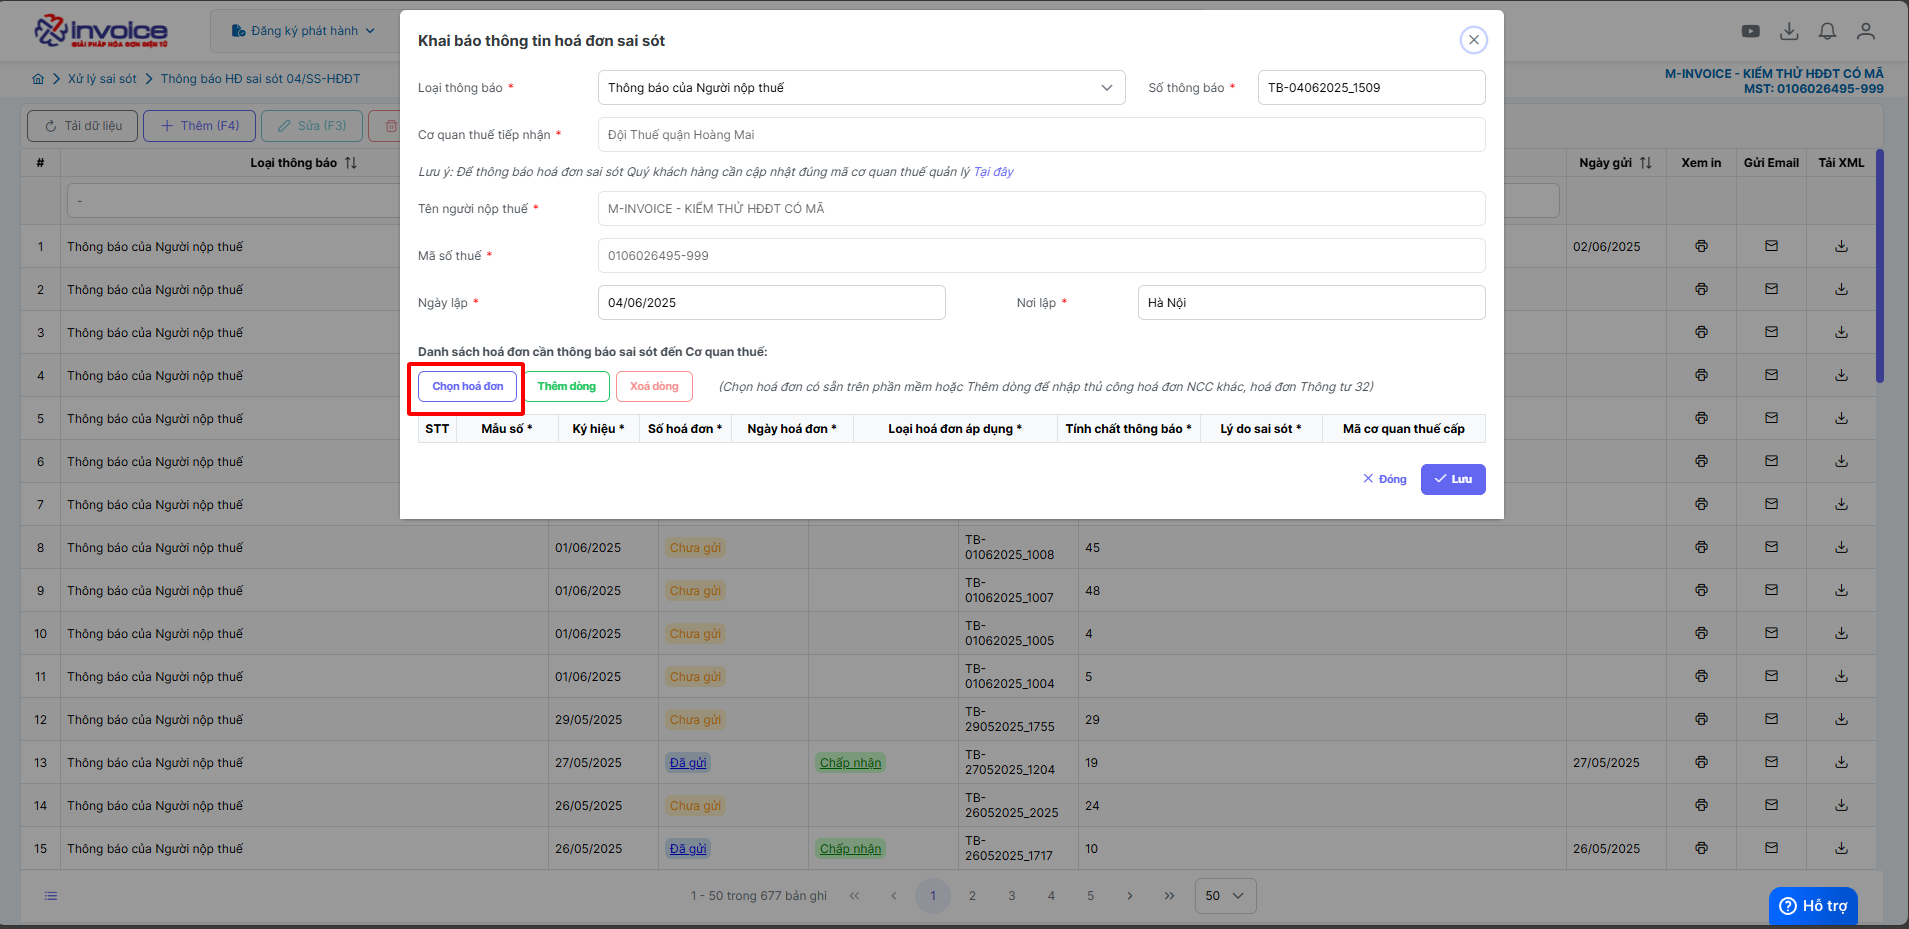 invoice
GIẢI PHÁP HÓA ĐƠN ĐIỆN TỬ
Đăng ký phát hành
Xử lý sai sót
Thông báo HĐ sai sót 04/SS-HĐĐT
M-INVOICE - KIỂM THỬ HĐĐT CÓ MÃ
MST: 0106026495-999
Tải dữ liệu
Thêm (F4)
Sửa (F3)
Khai báo thông tin hoá đơn sai sót
Loại thông báo * Thông báo của Người nộp thuế Số thông báo * TB-04062025_1509
Cơ quan thuế tiếp nhận * Đội Thuế quận Hoàng Mai
Lưu ý: Để thông báo hoá đơn sai sót Quý khách hàng cần cập nhật đúng mã cơ quan thuế quản lý Tại đây
Tên người nộp thuế * M-INVOICE - KIỂM THỬ HĐĐT CÓ MÃ
Mã số thuế * 0106026495-999
Ngày lập * 04/06/2025 Nơi lập * Hà Nội
Danh sách hoá đơn cần thông báo sai sót đến Cơ quan thuế:
Chọn hoá đơn Thêm dòng Xoá dòng (Chọn hoá đơn có sẵn trên phần mềm hoặc Thêm dòng để nhập thủ công hoá đơn NCC khác, hoá đơn Thông tư 32)
STT Mẫu số * Ký hiệu * Số hoá đơn * Ngày hoá đơn * Loại hoá đơn áp dụng * Tính chất thông báo * Lý do sai sót * Mã cơ quan thuế cấp
Đóng Lưu
# Loại thông báo Ngày gửi Xem in Gửi Email Tải XML
-
1 Thông báo của Người nộp thuế 02/06/2025
2 Thông báo của Người nộp thuế
3 Thông báo của Người nộp thuế
4 Thông báo của Người nộp thuế
5 Thông báo của Người nộp thuế
6 Thông báo của Người nộp thuế
7 Thông báo của Người nộp thuế
8 Thông báo của Người nộp thuế 01/06/2025 Chưa gửi TB-01062025_1008 45
9 Thông báo của Người nộp thuế 01/06/2025 Chưa gửi TB-01062025_1007 48
10 Thông báo của Người nộp thuế 01/06/2025 Chưa gửi TB-01062025_1005 4
11 Thông báo của Người nộp thuế 01/06/2025 Chưa gửi TB-01062025_1004 5
12 Thông báo của Người nộp thuế 29/05/2025 Chưa gửi TB-29052025_1755 29
13 Thông báo của Người nộp thuế 27/05/2025 Đã gửi Chấp nhận TB-27052025_1204 19 27/05/2025
14 Thông báo của Người nộp thuế 26/05/2025 Chưa gửi TB-26052025_2025 24
15 Thông báo của Người nộp thuế 26/05/2025 Đã gửi Chấp nhận TB-26052025_1717 10 26/05/2025
1 - 50 trong 677 bản ghi « ‹ 1 2 3 4 5 › » 50
Hỗ trợ